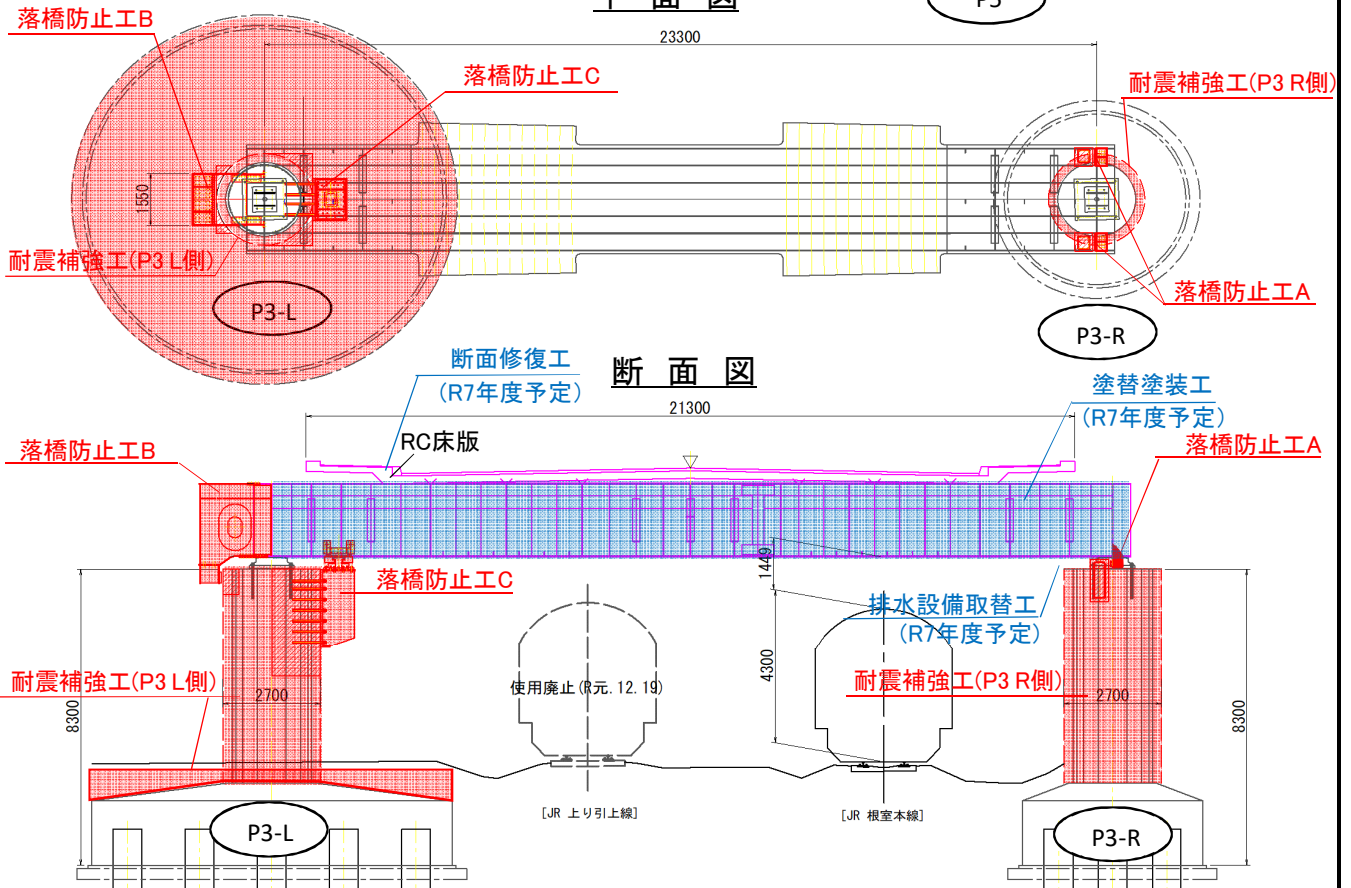 平 面 図
P3
落橋防止工B
23300
落橋防止工C
耐震補強工(P3 R側)
1550
耐震補強工(P3 L側)
落橋防止工A
P3-L
P3-R
断 面 図
断面修復工
(R7年度予定)
塗替塗装工
(R7年度予定)
21300
RC床版
落橋防止工B
落橋防止工A
1449
落橋防止工C
排水設備取替工
(R7年度予定)
4300
耐震補強工(P3 L側)
2700
使用廃止(R元.12.19)
耐震補強工(P3 R側)
2700
8300
8300
[JR 上り引上線]
[JR 根室本線]
P3-L
P3-R